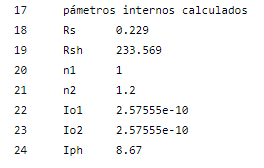 17 pámetros internos calculados
18 Rs 0.229
19 Rsh 233.569
20 n1 1
21 n2 1.2
22 Io1 2.57555e-10
23 Io2 2.57555e-10
24 Iph 8.67